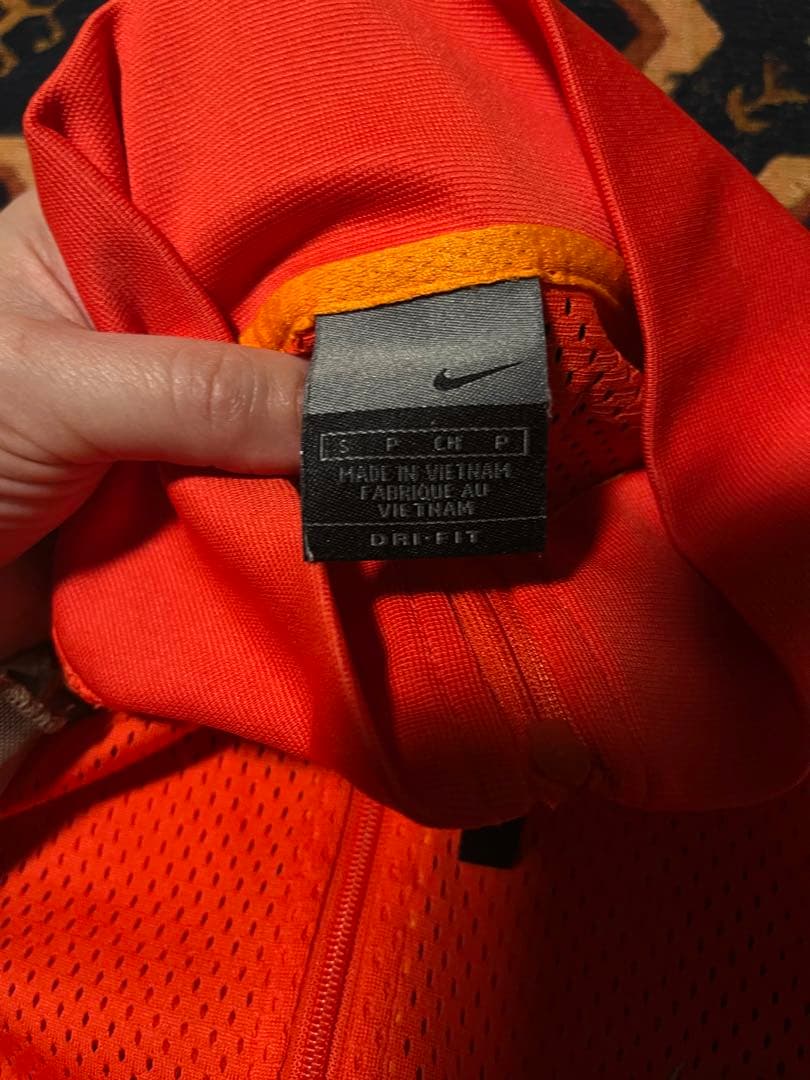 S P CH P
MADE IN VIETNAM
FABRIQUE AU
VIETNAM
DRI-FIT